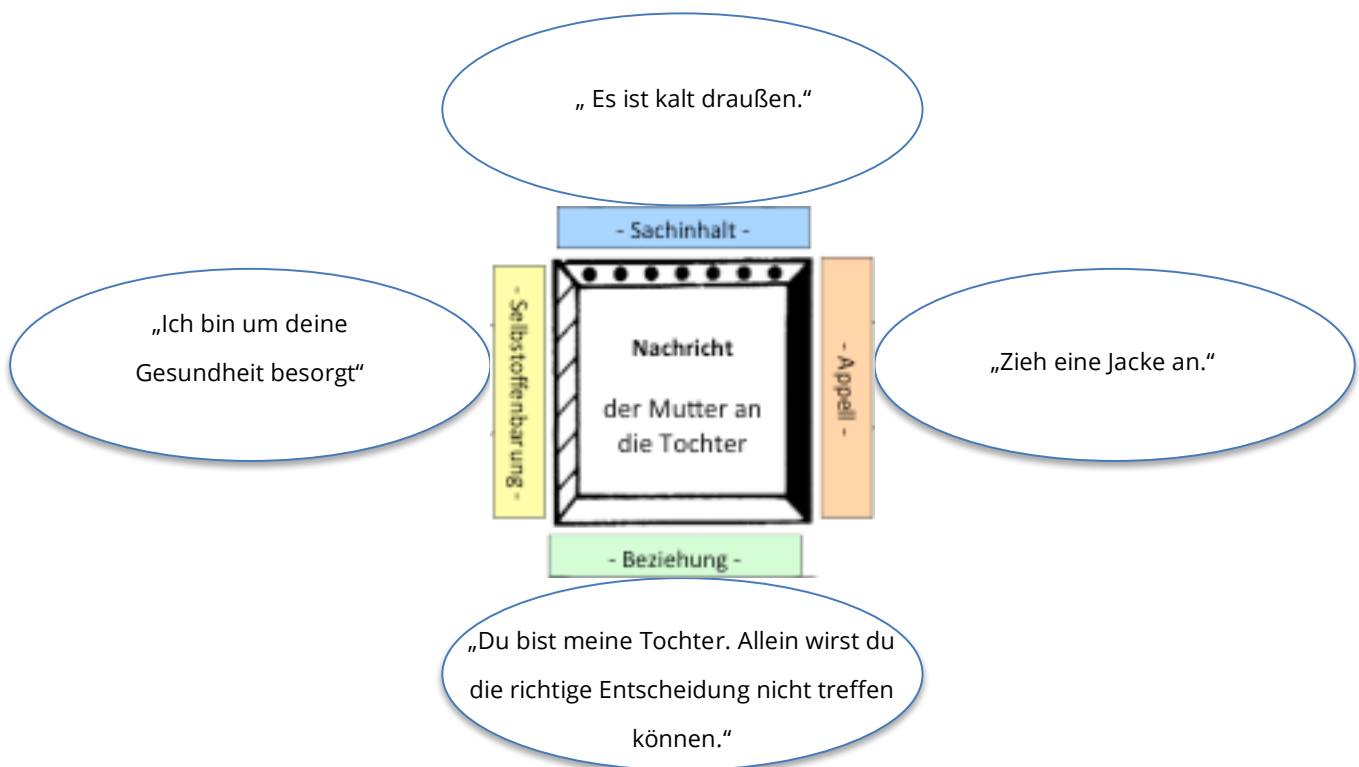 „ Es ist kalt draußen.“
- Sachinhalt -
„Ich bin um deine
Gesundheit besorgt“
- Selbstoffenbarung -
Nachricht
der Mutter an
die Tochter
- Appell -
„Zieh eine Jacke an.“
- Beziehung -
„Du bist meine Tochter. Allein wirst du
die richtige Entscheidung nicht treffen
können.“